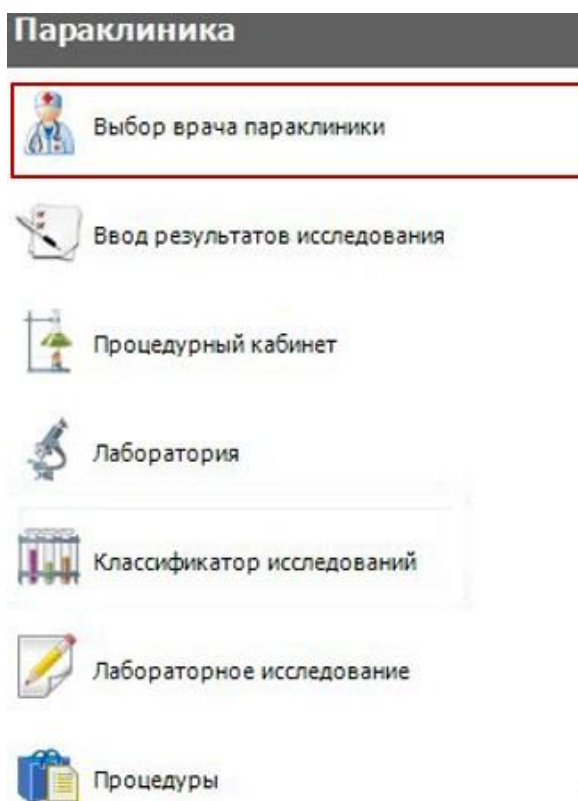 Параклиника
Выбор врача параклиники
Ввод результатов исследования
Процедурный кабинет
Лаборатория
Классификатор исследований
Лабораторное исследование
Процедуры